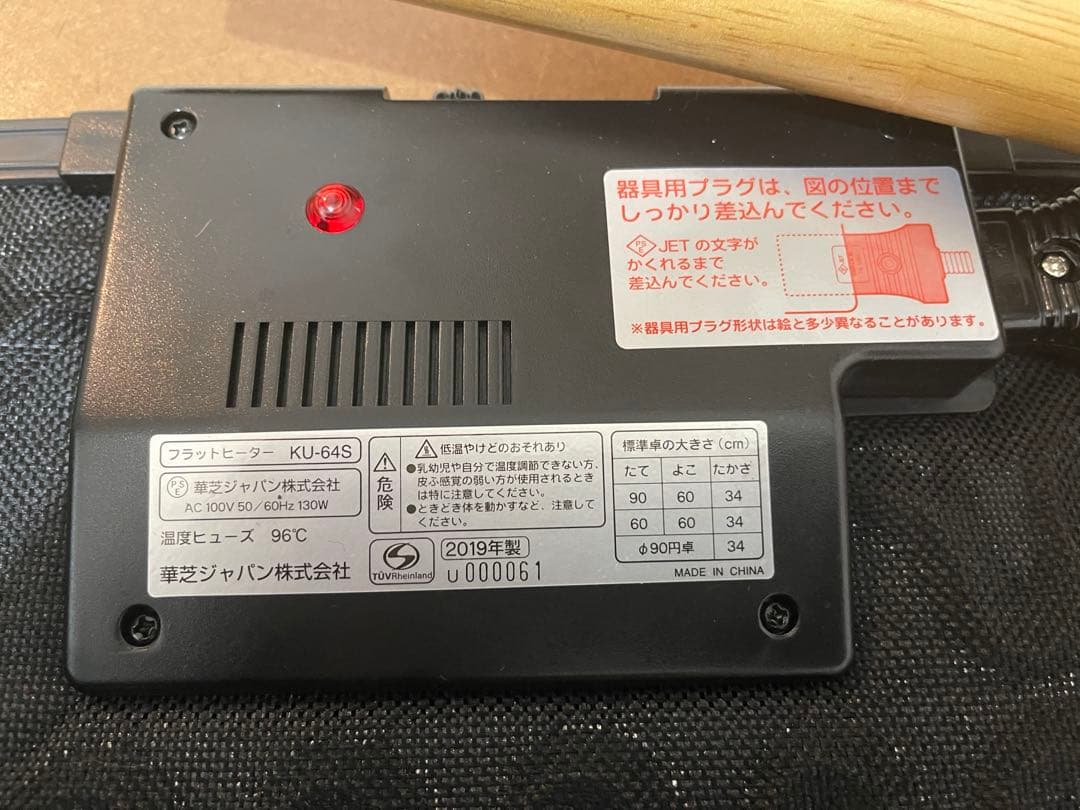 器具用プラグは、図の位置まで
しっかり差込んでください。
PS
E
JET の文字が
かくれるまで
差込んでください。
※器具用プラグ形状は絵と多少異なることがあります。
フラットヒーター KU-64S
PS
E
華芝ジャパン株式会社
AC 100V 50/60Hz 130W
温度ヒューズ 96℃
華芝ジャパン株式会社
危険
低温やけどのおそれあり
●乳幼児や自分で温度調節できない方、
皮ふ感覚の弱い方が使用されるとき
は特に注意してください。
●ときどき体を動かすなど、注意して
ください。
TÜVRheinland
2019年製
U000061
標準卓の大きさ(cm)
たて よこ たかさ
90 60 34
60 60 34
φ90円卓 34
MADE IN CHINA